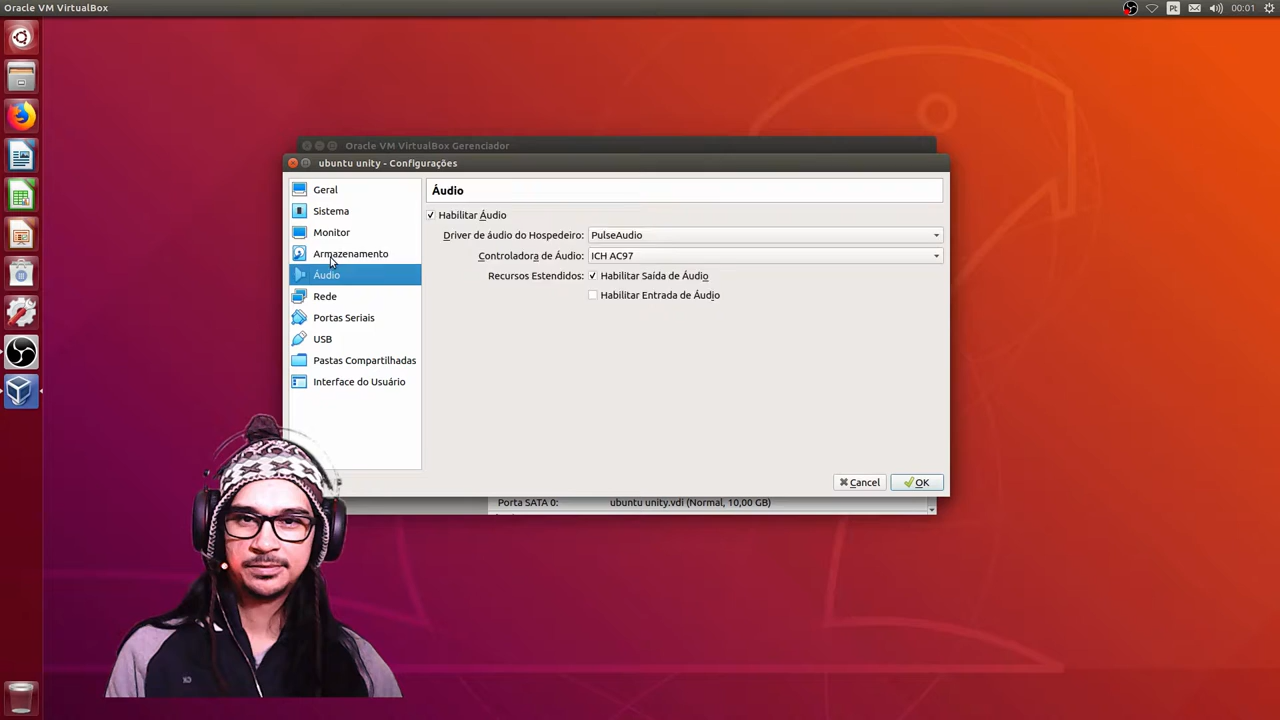 Oracle VM VirtualBox
Pt
00:01
Oracle VM VirtualBox Gerenciador
ubuntu unity - Configurações
Geral
Sistema
Monitor
Armazenamento
Áudio
Rede
Portas Seriais
USB
Pastas Compartilhadas
Interface do Usuário
Áudio
Habilitar Áudio
Driver de áudio do Hospedeiro: PulseAudio
Controladora de Áudio: ICH AC97
Recursos Estendidos: Habilitar Saída de Áudio
Habilitar Entrada de Áudio
Cancel
OK
Porta SATA 0: ubuntu unity.vdi (Normal, 10,00 GB)
CK